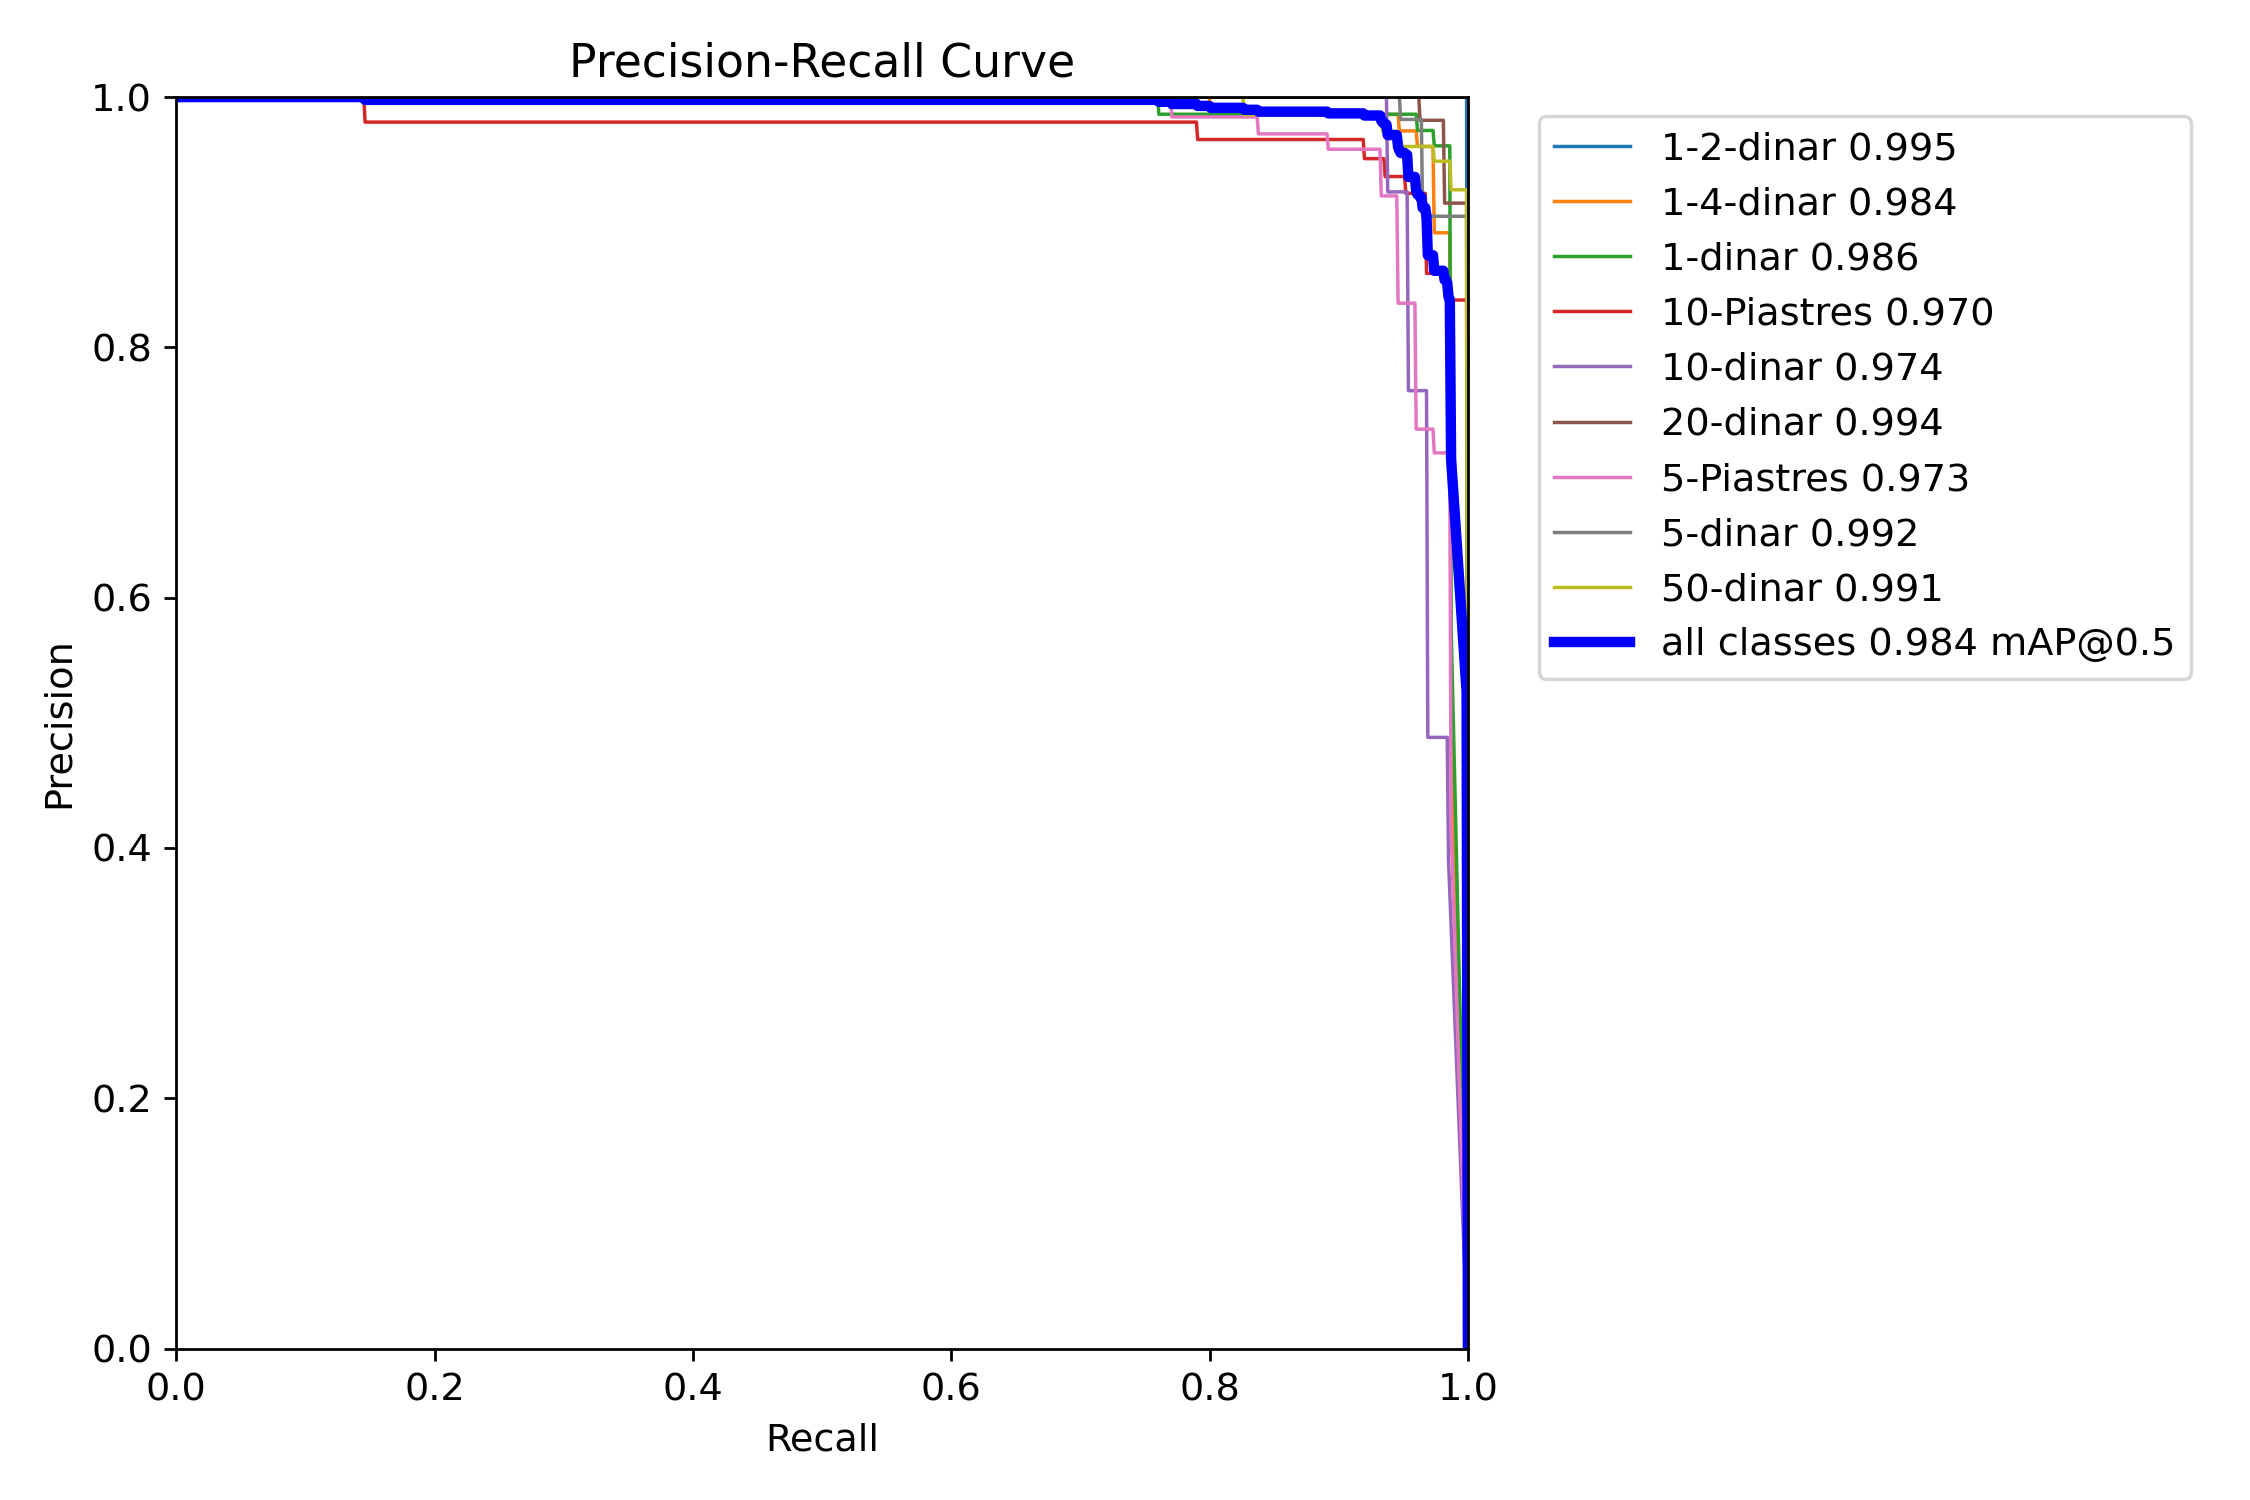 Precision-Recall Curve
1.0
0.8
0.6
0.4
0.2
0.0
Precision
0.0 0.2 0.4 0.6 0.8 1.0
Recall
1-2-dinar 0.995
1-4-dinar 0.984
1-dinar 0.986
10-Piastres 0.970
10-dinar 0.974
20-dinar 0.994
5-Piastres 0.973
5-dinar 0.992
50-dinar 0.991
all classes 0.984 mAP@0.5